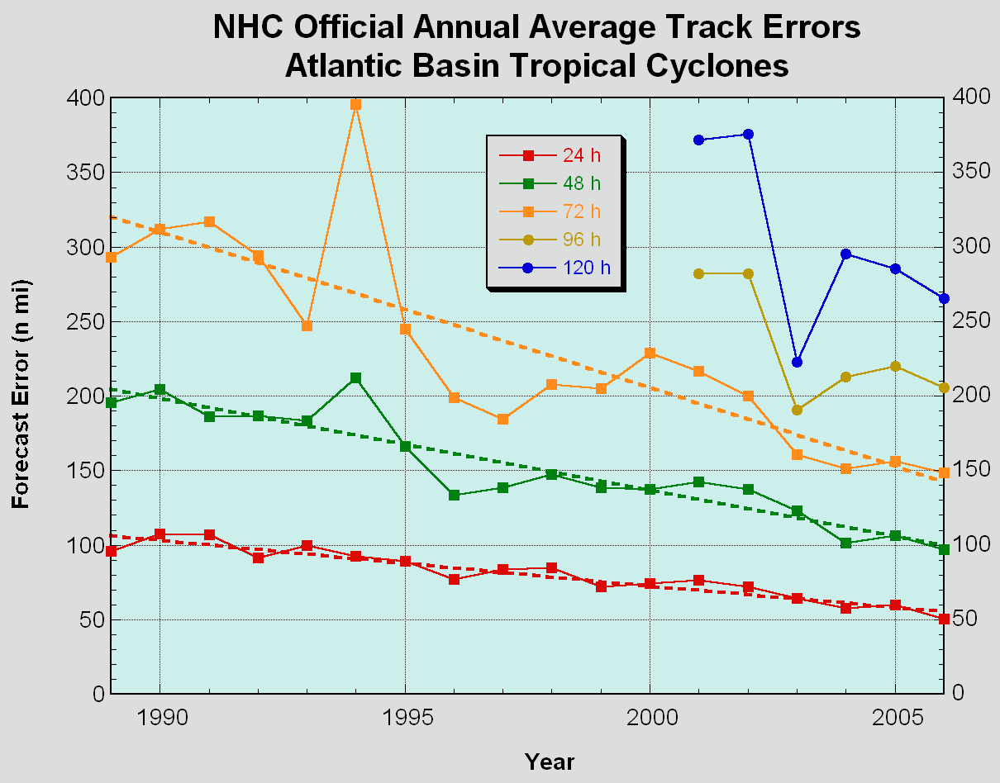 NHC Official Annual Average Track Errors
Atlantic Basin Tropical Cyclones
400
350
300
250
200
150
100
50
0
Forecast Error (n mi)
24 h
48 h
72 h
96 h
120 h
400
350
300
250
200
150
100
50
0
1990 1995 2000 2005
Year